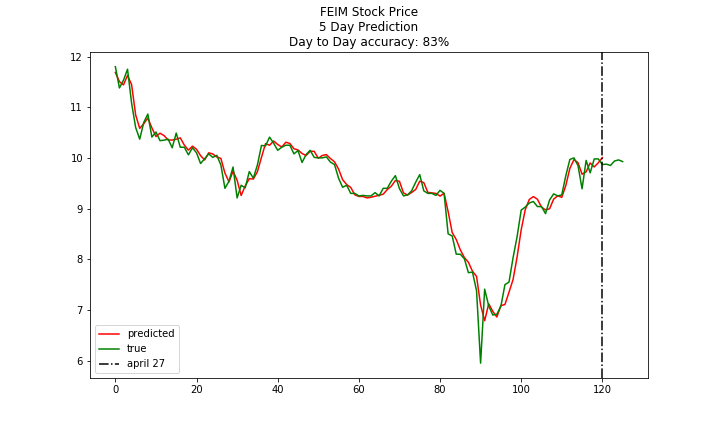 FEIM Stock Price
5 Day Prediction
Day to Day accuracy: 83%
12
11
10
9
8
7
6
predicted
true
april 27
0 20 40 60 80 100 120